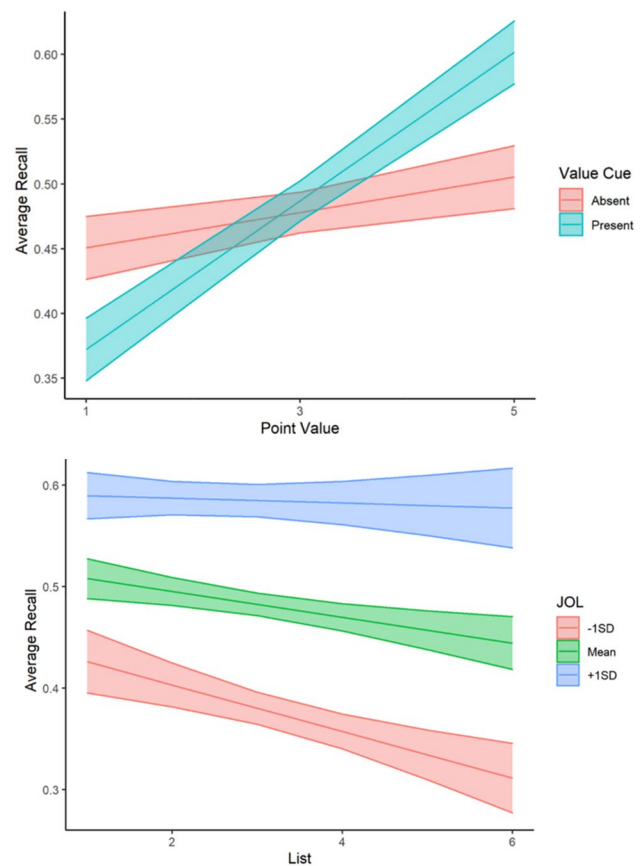 0.60
0.55
0.50
0.45
0.40
0.35
Average Recall
1 3 5
Point Value
Value Cue
Absent
Present
0.6
0.5
0.4
0.3
Average Recall
2 4 6
List
JOL
-1SD
Mean
+1SD